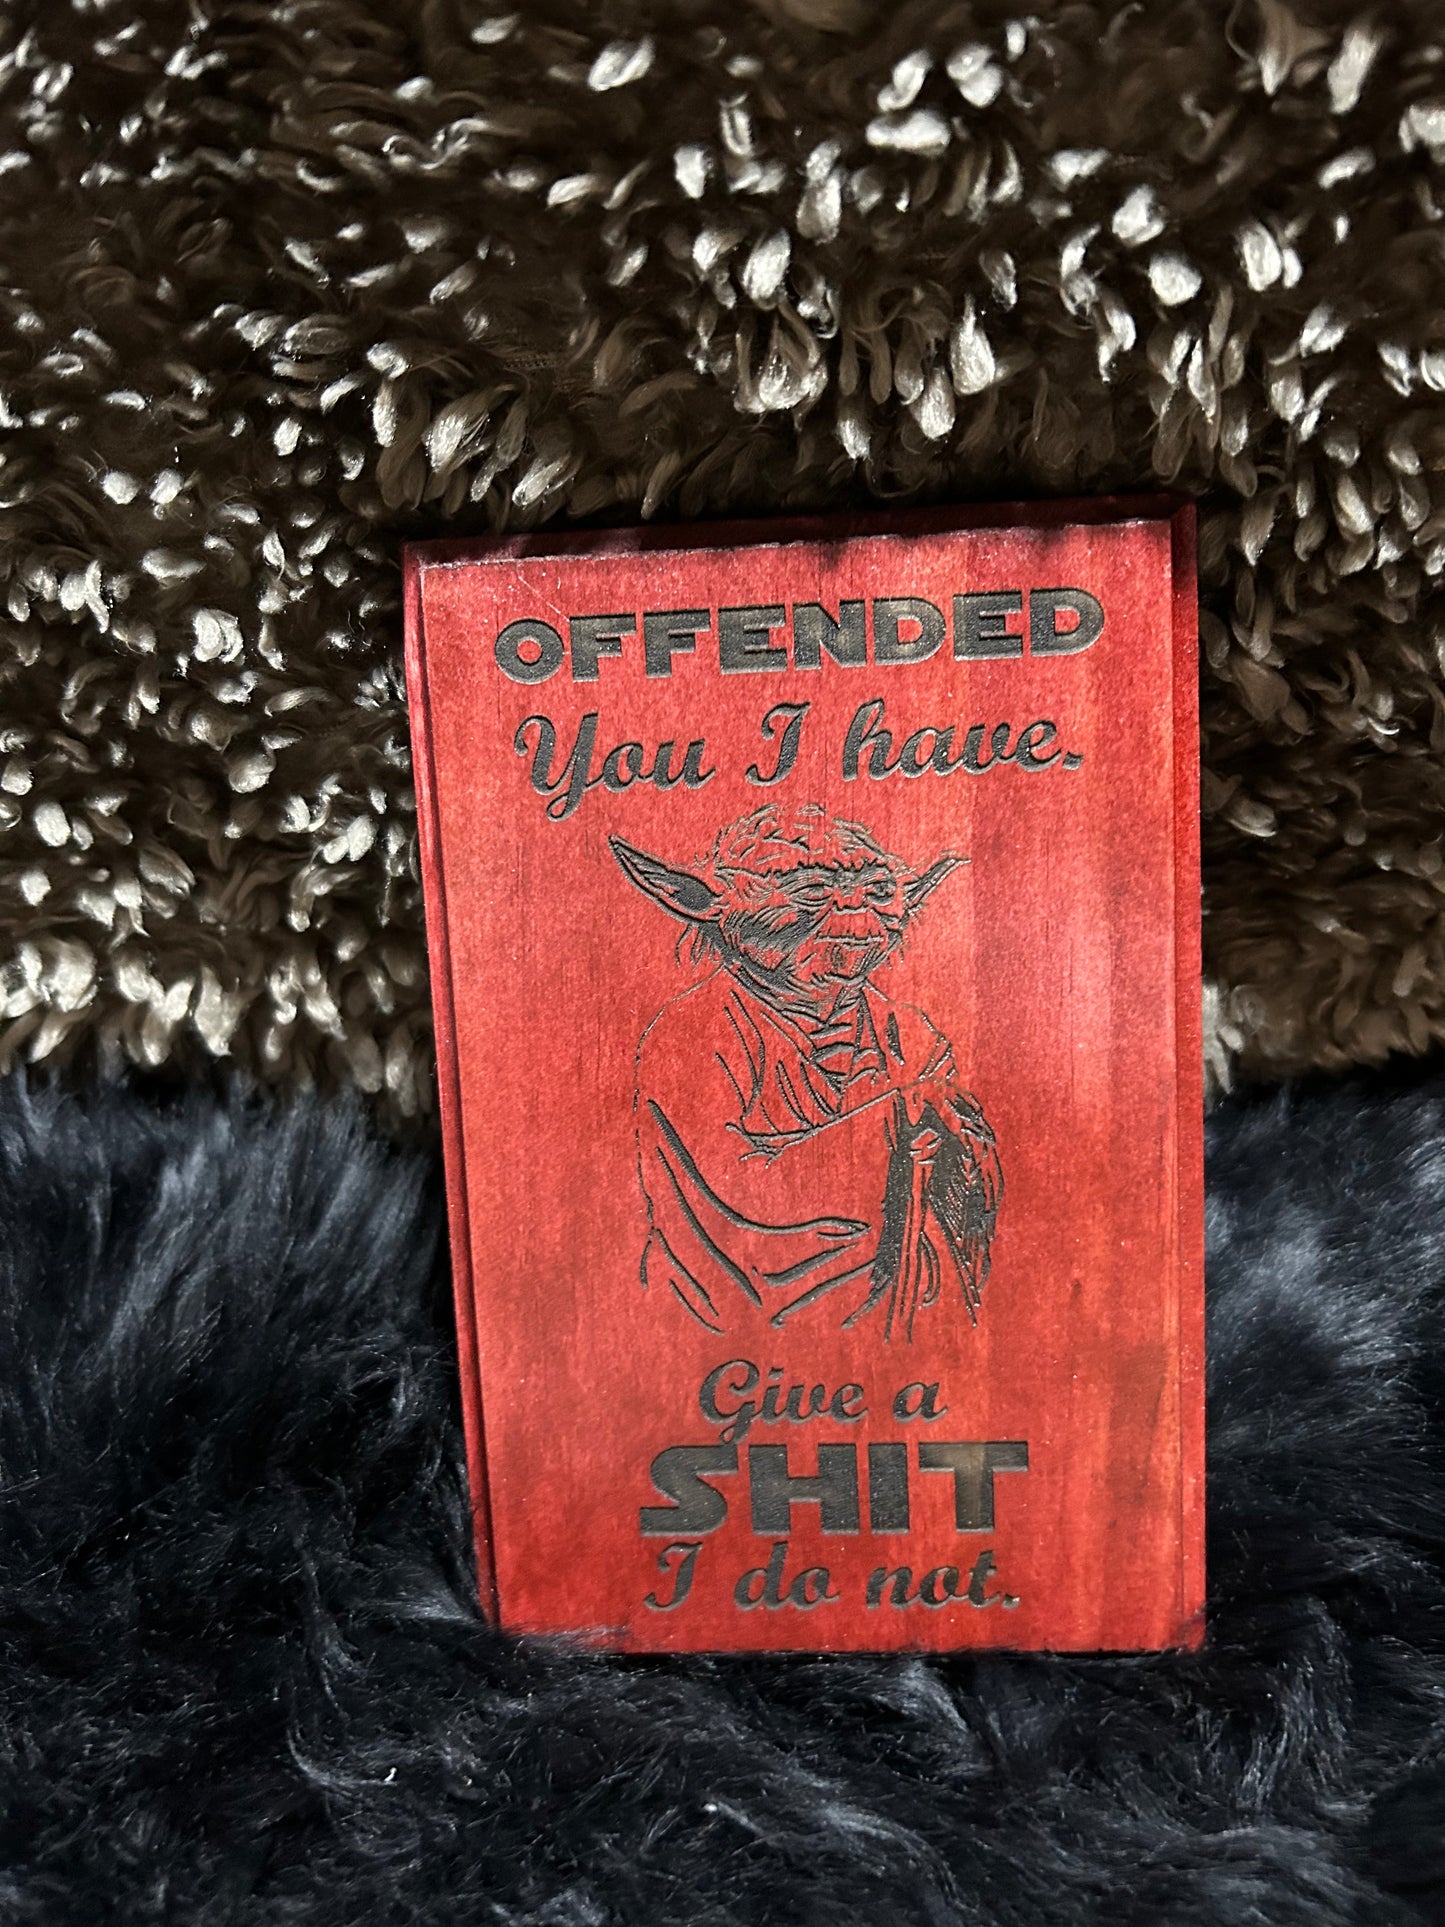 OFFENDED
You I have.
Give a
SHIT
I do not.